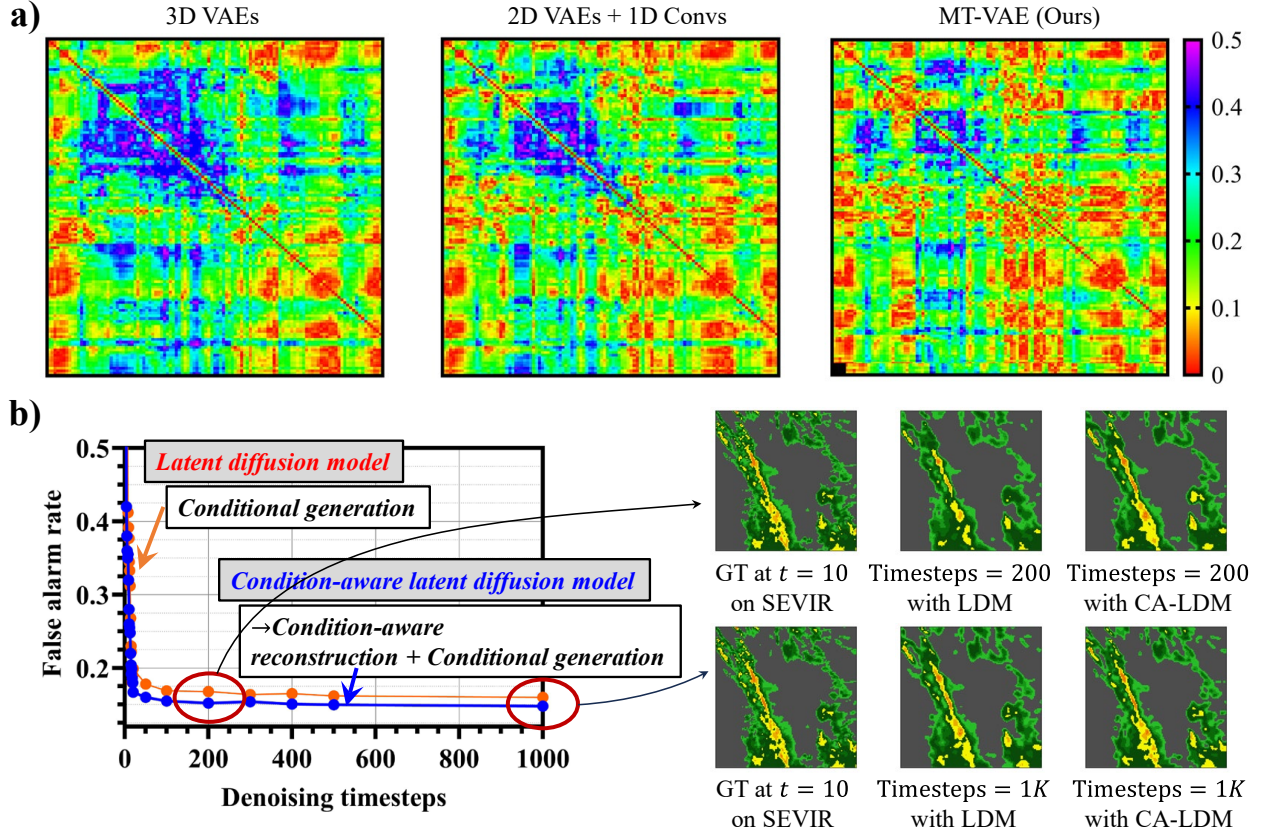 a)
3D VAEs
2D VAEs + 1D Convs
MT-VAE (Ours)
0.5
0.4
0.3
0.2
0.1
0
b)
False alarm rate
0.5
0.4
0.3
0.2
Latent diffusion model
Conditional generation
Condition-aware latent diffusion model
→Condition-aware
reconstruction + Conditional generation
0
200
400
600
800
1000
Denoising timesteps
GT at t = 10
on SEVIR
Timesteps = 200
with LDM
Timesteps = 200
with CA-LDM
GT at t = 10
on SEVIR
Timesteps = 1K
with LDM
Timesteps = 1K
with CA-LDM